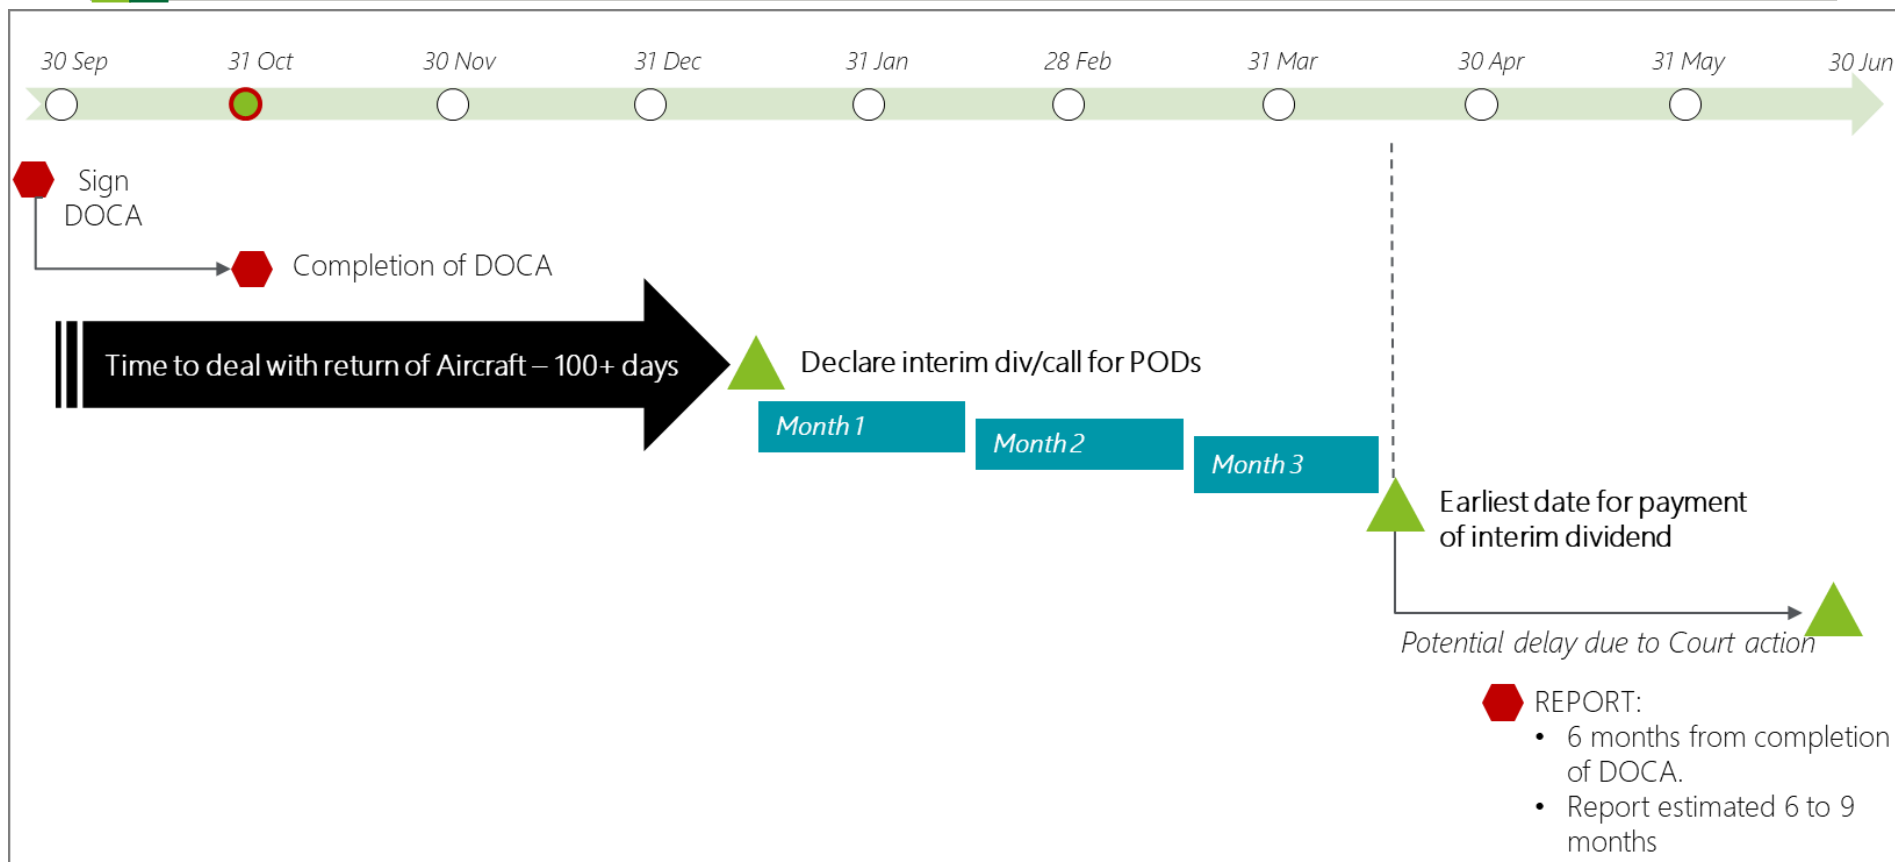 30 Sep
31 Oct
30 Nov
31 Dec
31 Jan
28 Feb
31 Mar
30 Apr
31 May
30 Jun
Sign
DOCA
Completion of DOCA
Time to deal with return of Aircraft – 100+ days
Declare interim div/call for PODs
Month 1
Month 2
Month 3
Earliest date for payment
of interim dividend
Potential delay due to Court action
REPORT:
• 6 months from completion
of DOCA.
• Report estimated 6 to 9
months